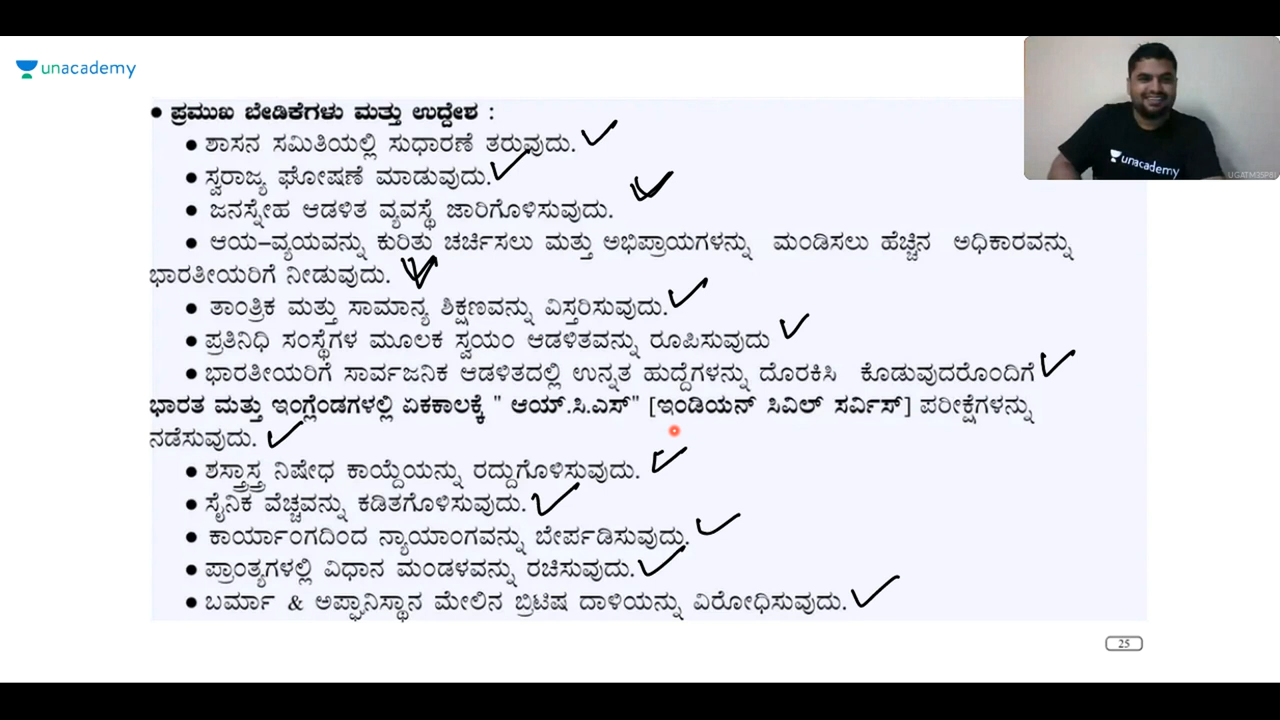 unacademy
● ಪ್ರಮುಖ ಬೇಡಿಕೆಗಳು ಮತ್ತು ಉದ್ದೇಶ :
● ಶಾಸನ ಸಮಿತಿಯಲ್ಲಿ ಸುಧಾರಣೆ ತರುವುದು.
● ಸ್ವರಾಜ್ಯ ಘೋಷಣೆ ಮಾಡುವುದು.
● ಜನಸ್ನೇಹ ಆಡಳಿತ ವ್ಯವಸ್ಥೆ ಜಾರಿಗೊಳಿಸುವುದು.
● ಆಯ–ವ್ಯಯವನ್ನು ಕುರಿತು ಚರ್ಚಿಸಲು ಮತ್ತು ಅಭಿಪ್ರಾಯಗಳನ್ನು ಮಂಡಿಸಲು ಹೆಚ್ಚಿನ ಅಧಿಕಾರವನ್ನು
ಭಾರತೀಯರಿಗೆ ನೀಡುವುದು.
● ತಾಂತ್ರಿಕ ಮತ್ತು ಸಾಮಾನ್ಯ ಶಿಕ್ಷಣವನ್ನು ವಿಸ್ತರಿಸುವುದು.
● ಪ್ರತಿನಿಧಿ ಸಂಸ್ಥೆಗಳ ಮೂಲಕ ಸ್ವಯಂ ಆಡಳಿತವನ್ನು ರೂಪಿಸುವುದು
● ಭಾರತೀಯರಿಗೆ ಸಾರ್ವಜನಿಕ ಆಡಳಿತದಲ್ಲಿ ಉನ್ನತ ಹುದ್ದೆಗಳನ್ನು ದೊರಕಿಸಿ ಕೊಡುವುದರೊಂದಿಗೆ
ಭಾರತ ಮತ್ತು ಇಂಗ್ಲೆಂಡಗಳಲ್ಲಿ ಏಕಕಾಲಕ್ಕೆ " ಆಯ್.ಸಿ.ಎಸ್" [ಇಂಡಿಯನ್ ಸಿವಿಲ್ ಸರ್ವಿಸ್] ಪರೀಕ್ಷೆಗಳನ್ನು
ನಡೆಸುವುದು.
● ಶಸ್ತ್ರಾಸ್ತ್ರ ನಿಷೇಧ ಕಾಯ್ದೆಯನ್ನು ರದ್ದುಗೊಳಿಸುವುದು.
● ಸೈನಿಕ ವೆಚ್ಚವನ್ನು ಕಡಿತಗೊಳಿಸುವುದು.
● ಕಾರ್ಯಾಂಗದಿಂದ ನ್ಯಾಯಾಂಗವನ್ನು ಬೇರ್ಪಡಿಸುವುದು.
● ಪ್ರಾಂತ್ಯಗಳಲ್ಲಿ ವಿಧಾನ ಮಂಡಳವನ್ನು ರಚಿಸುವುದು.
● ಬರ್ಮಾ & ಅಪ್ಘಾನಿಸ್ಥಾನ ಮೇಲಿನ ಬ್ರಿಟಿಷ ದಾಳಿಯನ್ನು ವಿರೋಧಿಸುವುದು.
unacademy
25